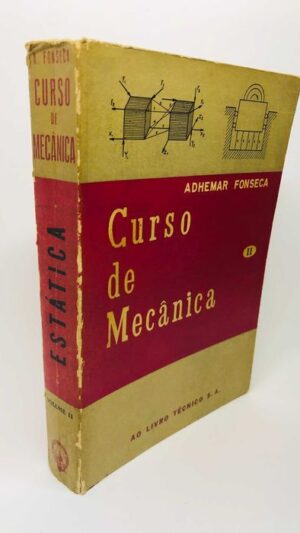 A. FONSECA
CURSO
DE
MECÂNICA
ESTÁTICA
VOLUME II
ADHEMAR FONSECA
Curso
de
Mecânica
II
AO LIVRO TÉCNICO S.A.